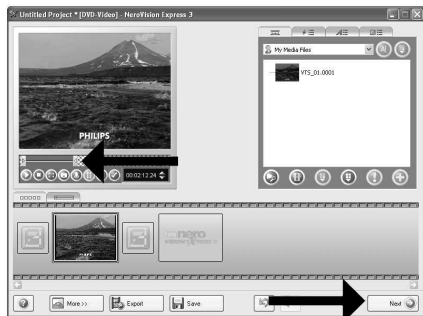 Untitled Project * [DVD-Video] - NeroVision Express 3
My Media Files
VTS_01.0001
PHILIPS
00:02:12.24
nero
More >>
Export
Save
Next